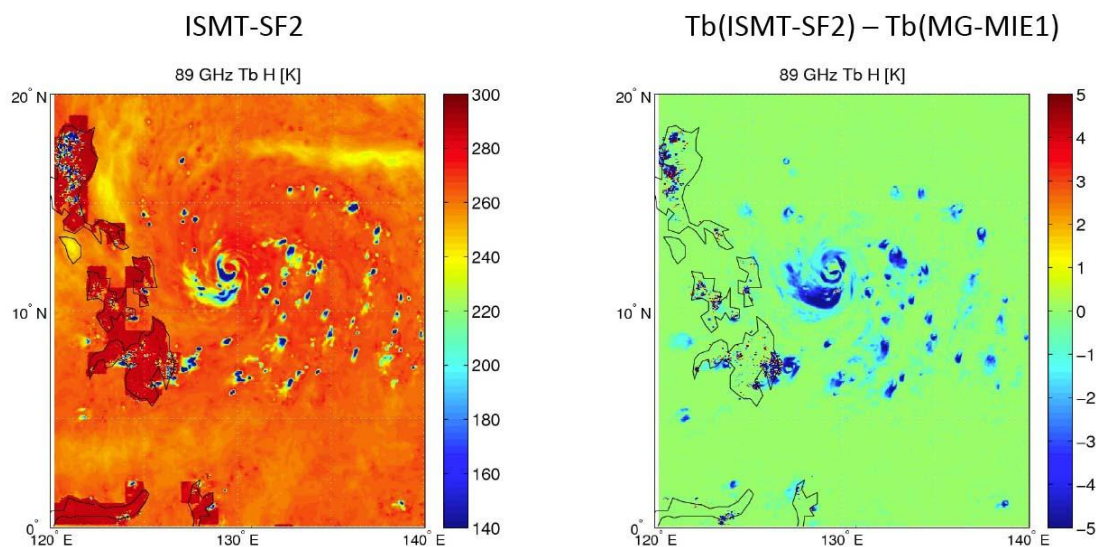 ISMT-SF2
89 GHz Tb H [K]
20° N
10° N
0°
120° E
130°
140° E
300
280
260
240
220
200
180
160
140
Tb(ISMT-SF2) – Tb(MG-MIE1)
89 GHz Tb H [K]
20° N
10° N
0°
120° E
130°
140° E
5
4
3
2
1
0
−1
−2
−3
−4
−5